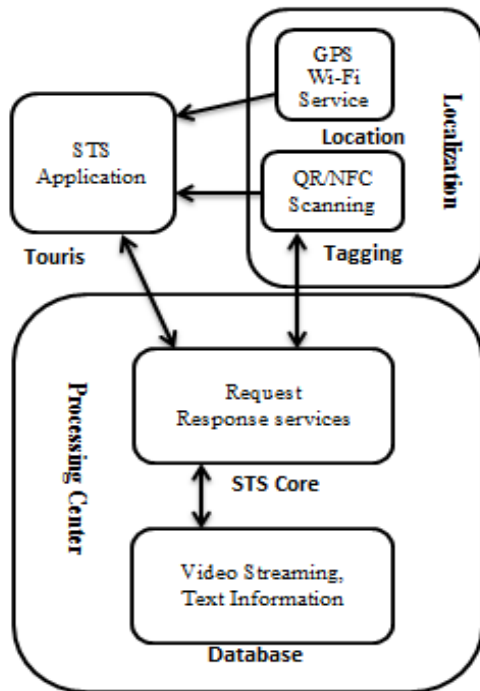 GPS
Wi-Fi
Service
Location
Localization
STS
Application
QR/NFC
Scanning
Touris
Tagging
Processing Center
Request
Response services
STS Core
Video Streaming,
Text Information
Database